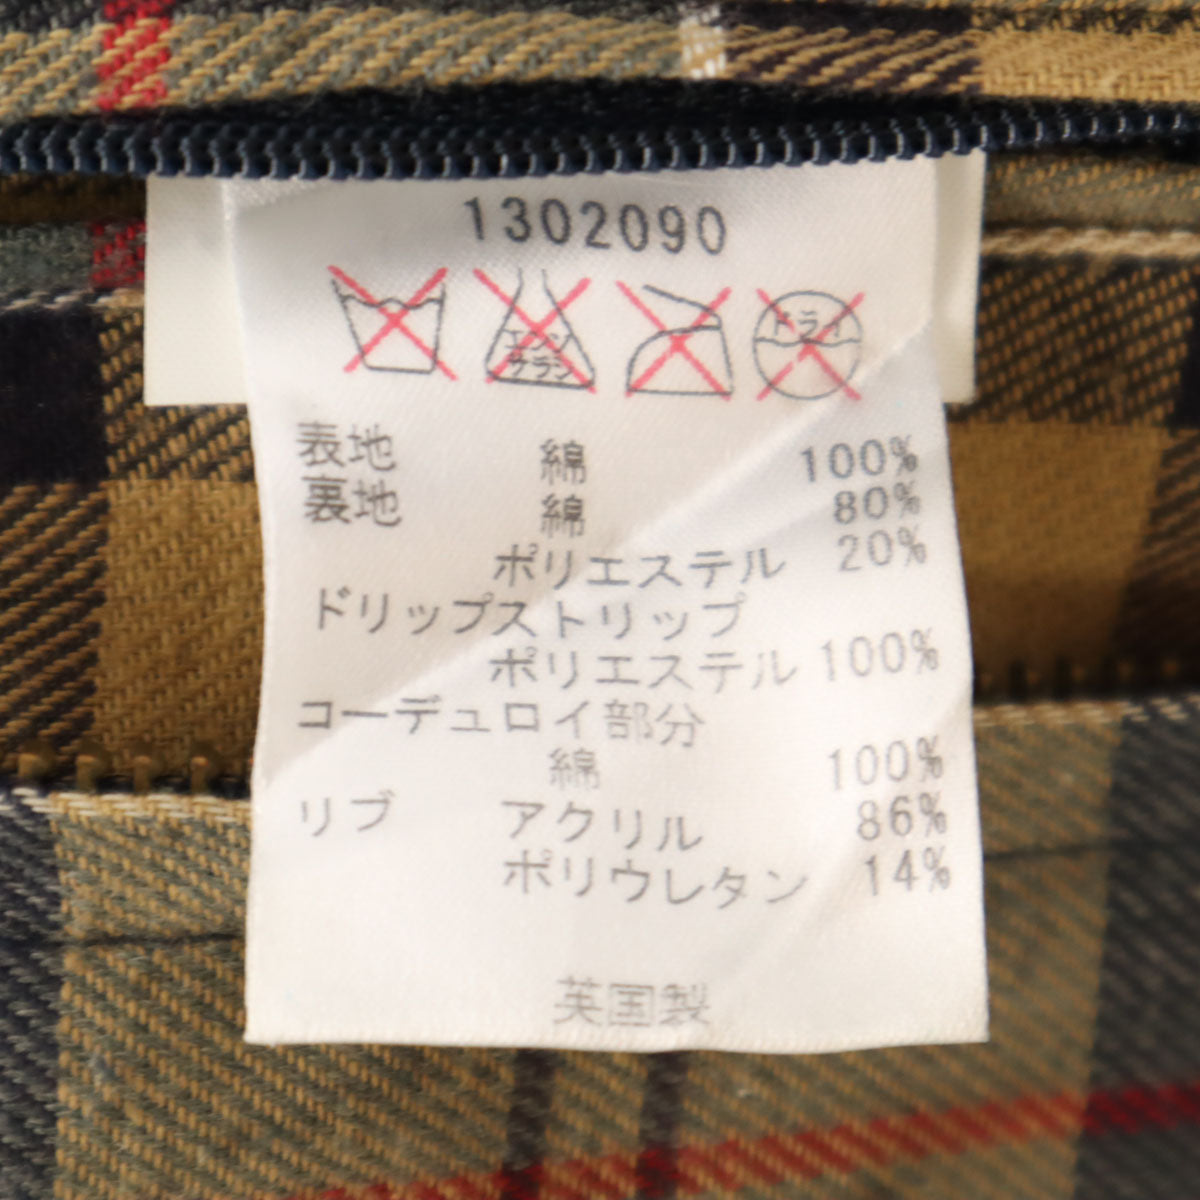 1302090
エンソ
サラシ
ドライ
表地 綿 100%
裏地 綿 80%
ポリエステル 20%
ドリップストリップ
ポリエステル 100%
コーデュロイ部分
綿 100%
リブ アクリル 86%
ポリウレタン 14%
英国製